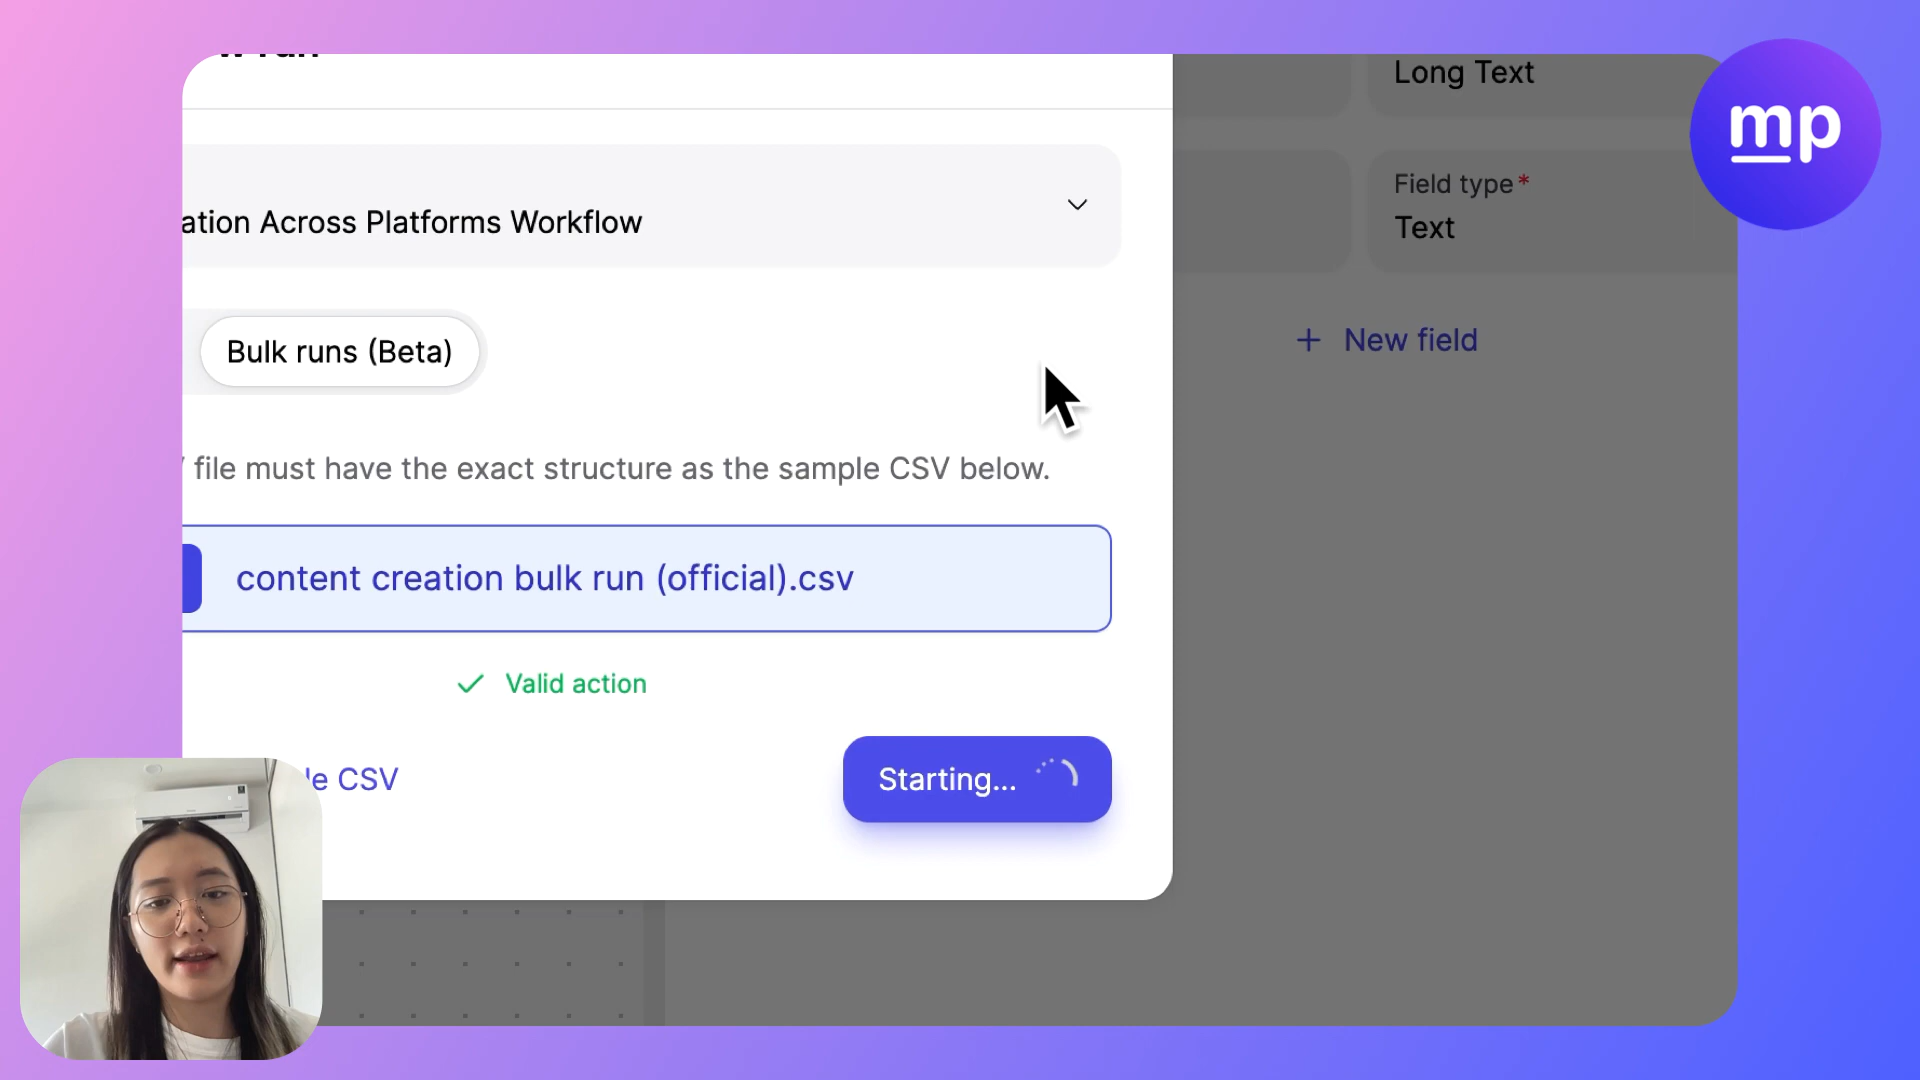 Long Text
mp
Field type*
Text
ation Across Platforms Workflow
New field
Bulk runs (Beta)
file must have the exact structure as the sample CSV below.
content creation bulk run (official).csv
Valid action
le CSV
Starting...